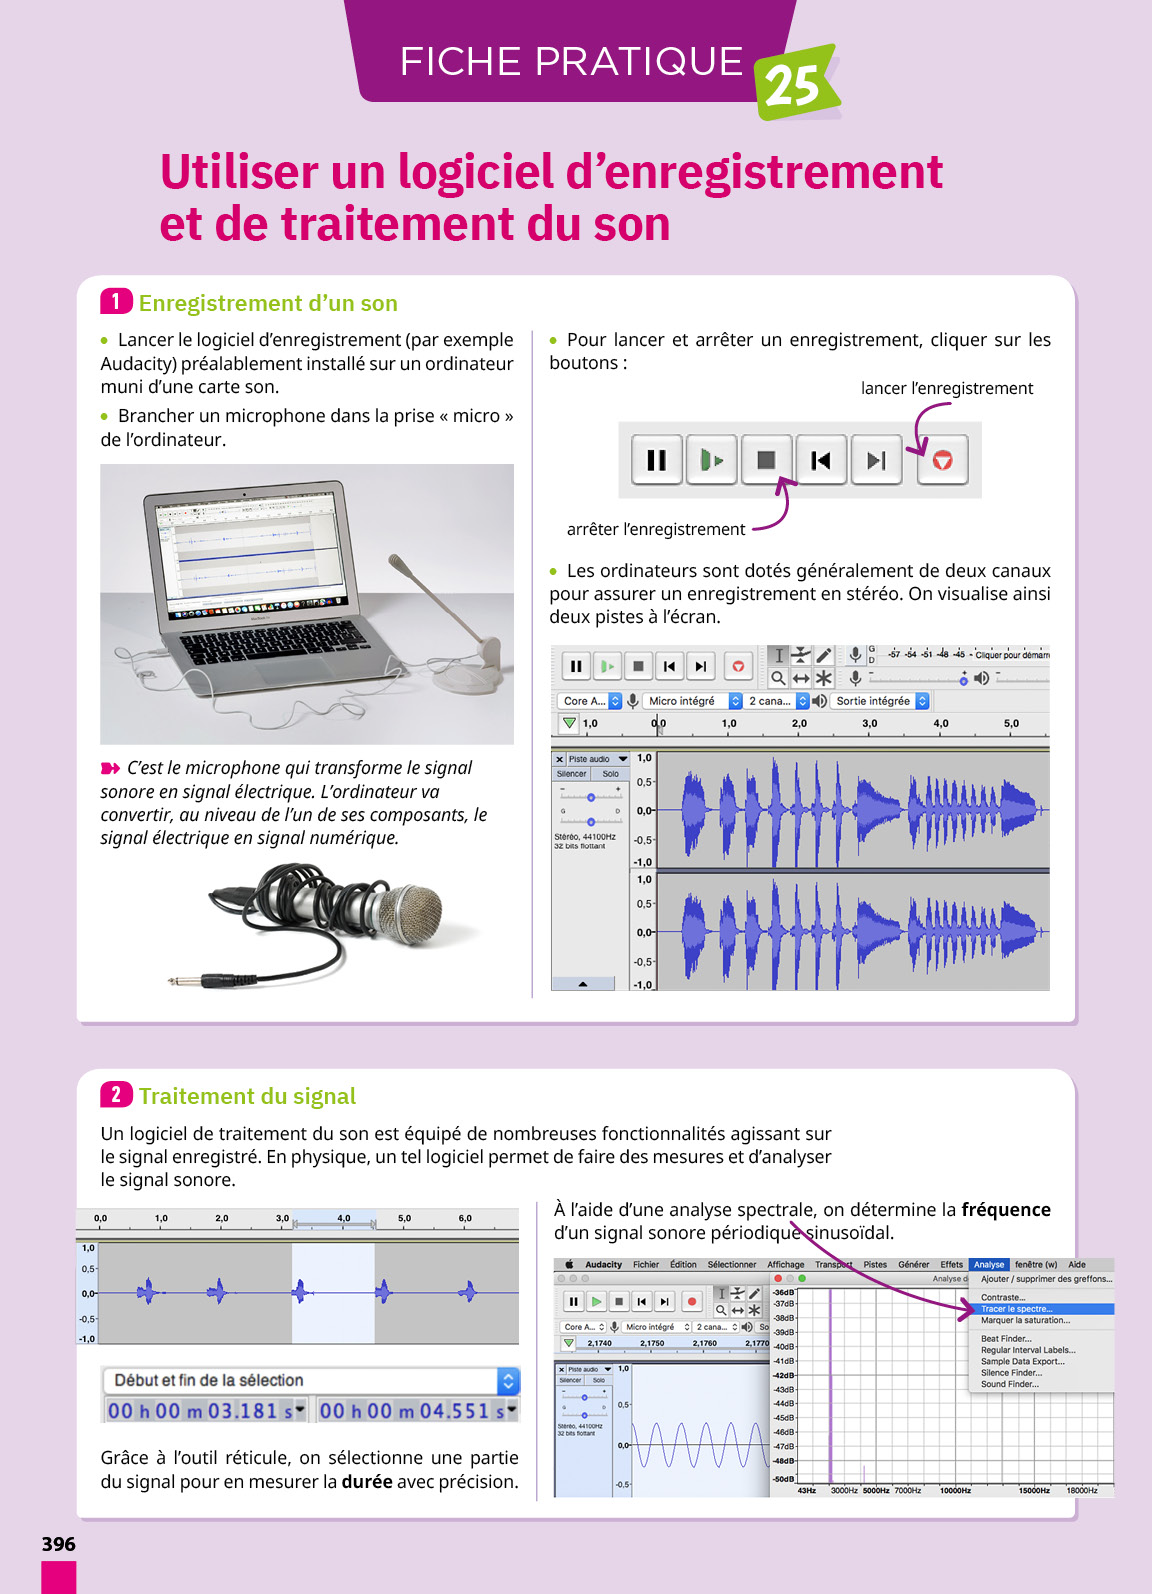 FICHE PRATIQUE
25
Utiliser un logiciel d’enregistrement
et de traitement du son
1 Enregistrement d’un son
• Lancer le logiciel d’enregistrement (par exemple
Audacity) préalablement installé sur un ordinateur
muni d’une carte son.
• Brancher un microphone dans la prise « micro »
de l’ordinateur.
C’est le microphone qui transforme le signal
sonore en signal électrique. L’ordinateur va
convertir, au niveau de l’un de ses composants, le
signal électrique en signal numérique.
• Pour lancer et arrêter un enregistrement, cliquer sur les
boutons :
lancer l’enregistrement
arrêter l’enregistrement
• Les ordinateurs sont dotés généralement de deux canaux
pour assurer un enregistrement en stéréo. On visualise ainsi
deux pistes à l’écran.
G
D
-57 -54 -51 -48 -45 - Cliquer pour démarre
Core A... Micro intégré 2 cana... Sortie intégrée
1,0 0,0 1,0 2,0 3,0 4,0 5,0
x Piste audio
Silencer Solo
- +
G D
Stéréo, 44100Hz
32 bits flottant
1,0
0,5-
0,0-
-0,5-
-1,0
1,0
0,5-
0,0-
-0,5-
-1,0
2 Traitement du signal
Un logiciel de traitement du son est équipé de nombreuses fonctionnalités agissant sur
le signal enregistré. En physique, un tel logiciel permet de faire des mesures et d’analyser
le signal sonore.
0,0 1,0 2,0 3,0 4,0 5,0 6,0
1,0
0,5-
0,0-
-0,5-
-1,0
Début et fin de la sélection
00 h 00 m 03.181 s 00 h 00 m 04.551 s
Grâce à l’outil réticule, on sélectionne une partie
du signal pour en mesurer la durée avec précision.
À l’aide d’une analyse spectrale, on détermine la fréquence
d’un signal sonore périodique sinusoïdal.
Audacity Fichier Édition Sélectionner Affichage Transport Pistes Générer Effets Analyse fenêtre (w) Aide
Analyse d
Ajouter / supprimer des greffons...
Contraste...
Tracer le spectre...
Marquer la saturation...
Beat Finder...
Regular Interval Labels...
Sample Data Export...
Silence Finder...
Sound Finder...
Core A... Micro intégré 2 cana... So
2,1740 2,1750 2,1760 2,1770
x Piste audio
Silencer Solo
- +
G D
Stéréo, 44100Hz
32 bits flottant
1,0
0,5-
0,0-
-0,5-
-36dB
-37dB
-38dB
-39dB
-40dB
-41dB
-42dB
-43dB
-44dB
-45dB
-46dB
-47dB
-48dB
-50dB
43Hz 3000Hz 5000Hz 7000Hz 10000Hz 15000Hz 18000Hz
396